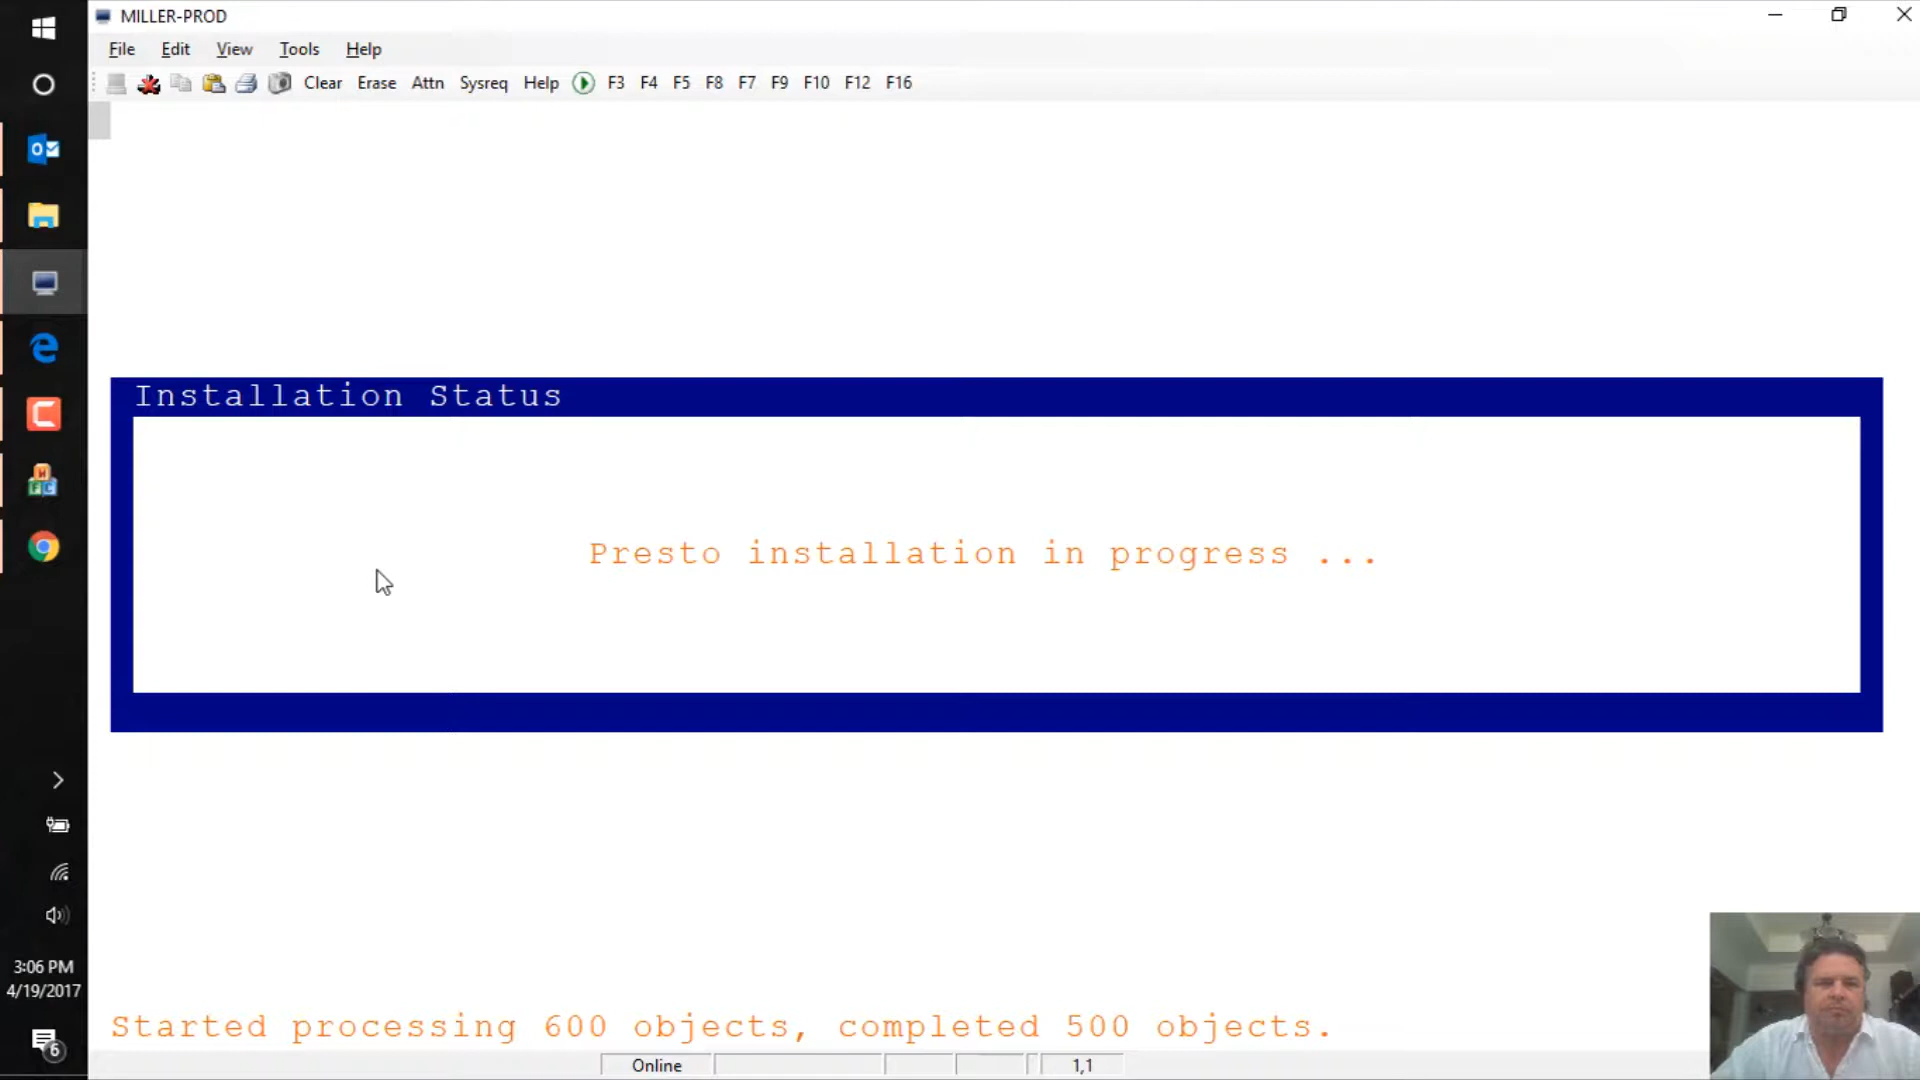 MILLER-PROD
File Edit View Tools Help
Clear Erase Attn Sysreq Help F3 F4 F5 F8 F7 F9 F10 F12 F16
Installation Status
Presto installation in progress ...
3:06 PM
4/19/2017
6
Started processing 600 objects, completed 500 objects.
Online 1,1